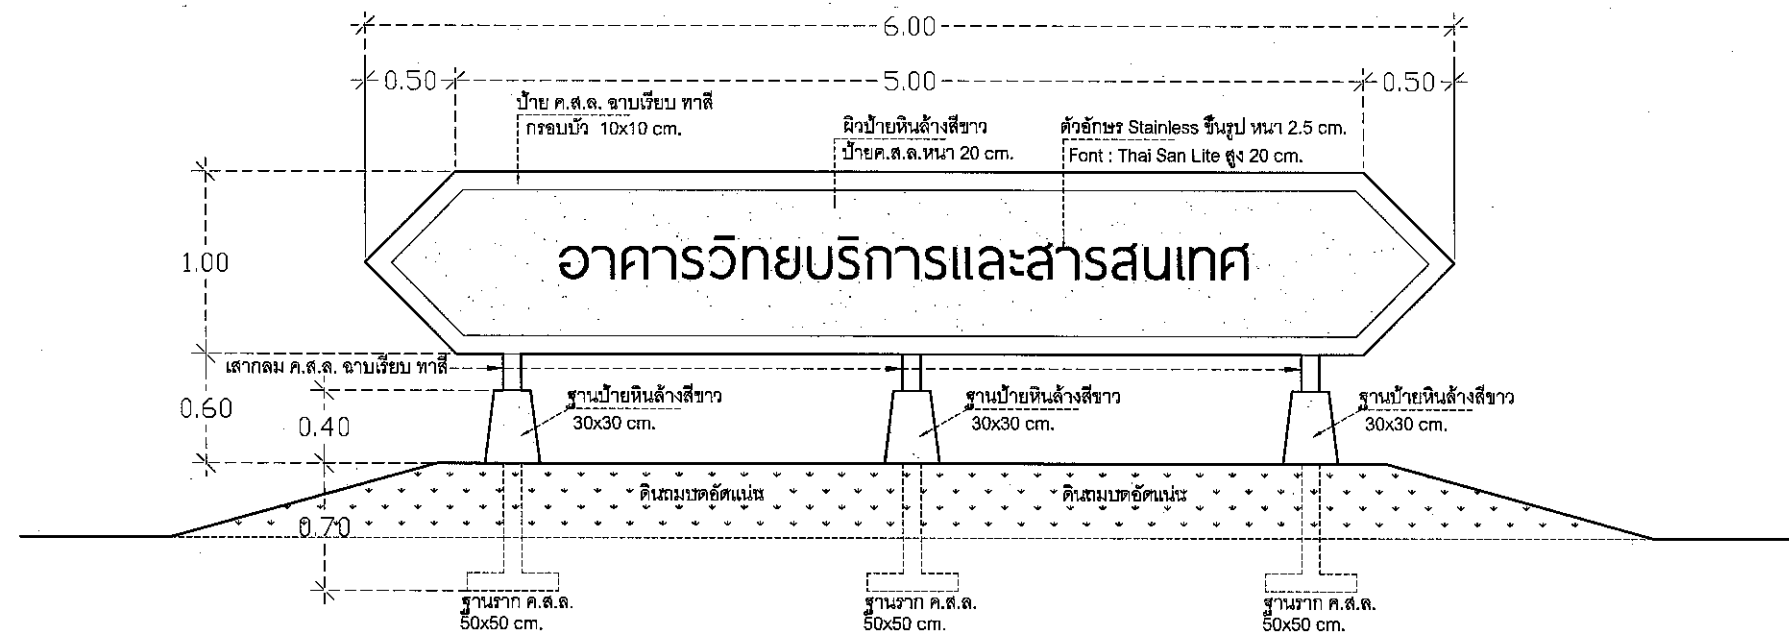 6.00
0.50 5.00 0.50
ป้าย ค.ส.ล. ฉาบเรียบ ทาสี
กรอบบัว 10x10 cm.
ผิวป้ายหินล้างสีขาว
ป้ายค.ส.ล.หนา 20 cm.
ตัวอักษร Stainless ขึ้นรูป หนา 2.5 cm.
Font : Thai San Lite สูง 20 cm.
1.00
อาคารวิทยบริการและสารสนเทศ
เสากลม ค.ส.ล. ฉาบเรียบ ทาสี
0.60
0.40
ฐานป้ายหินล้างสีขาว
30x30 cm.
ฐานป้ายหินล้างสีขาว
30x30 cm.
ฐานป้ายหินล้างสีขาว
30x30 cm.
ดินถมบดอัดแน่น ดินถมบดอัดแน่น
0.70
ฐานราก ค.ส.ล.
50x50 cm.
ฐานราก ค.ส.ล.
50x50 cm.
ฐานราก ค.ส.ล.
50x50 cm.